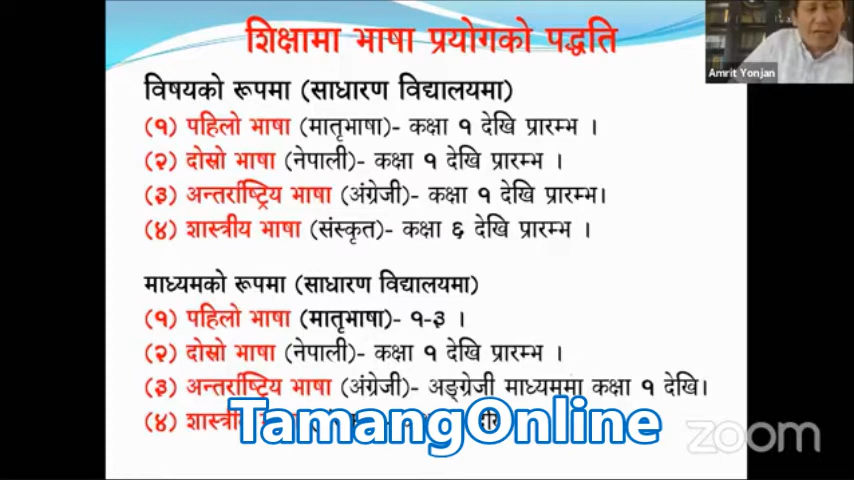 शिक्षामा भाषा प्रयोगको पद्धति
Amrit Yonjan
विषयको रूपमा (साधारण विद्यालयमा)
(१) पहिलो भाषा (मातृभाषा)- कक्षा १ देखि प्रारम्भ ।
(२) दोस्रो भाषा (नेपाली)- कक्षा १ देखि प्रारम्भ ।
(३) अन्तर्राष्ट्रिय भाषा (अंग्रेजी)- कक्षा १ देखि प्रारम्भ।
(४) शास्त्रीय भाषा (संस्कृत)- कक्षा ६ देखि प्रारम्भ ।
माध्यमको रूपमा (साधारण विद्यालयमा)
(१) पहिलो भाषा (मातृभाषा)- १-३ ।
(२) दोस्रो भाषा (नेपाली)- कक्षा १ देखि प्रारम्भ ।
(३) अन्तर्राष्ट्रिय भाषा (अंग्रेजी)- अङ्ग्रेजी माध्यममा कक्षा १ देखि।
(४)
TamangOnline
zoom